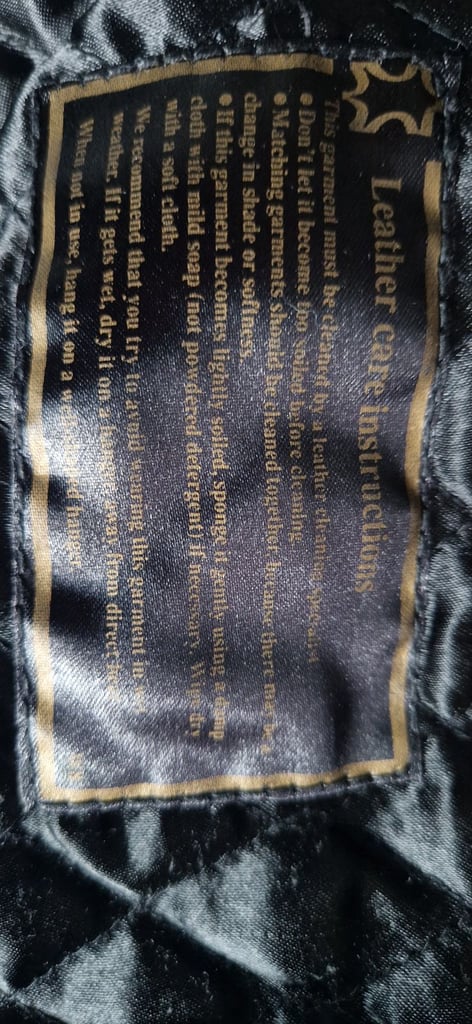 Leather care instructions
This garment must be cleaned by a leather cleaning specialist
• Don't let it become too soiled before cleaning
• Matching garments should be cleaned together, because there may be a
change in shade or softness.
• If this garment becomes lightly soiled, sponge it gently using a damp
cloth with mild soap (not powdered detergent) if necessary. Wipe dry
with a soft cloth.
We recommend that you try to avoid wearing this garment in wet
weather, if it gets wet, dry it on a hanger away from direct heat
When not in use, hang it on a hanger